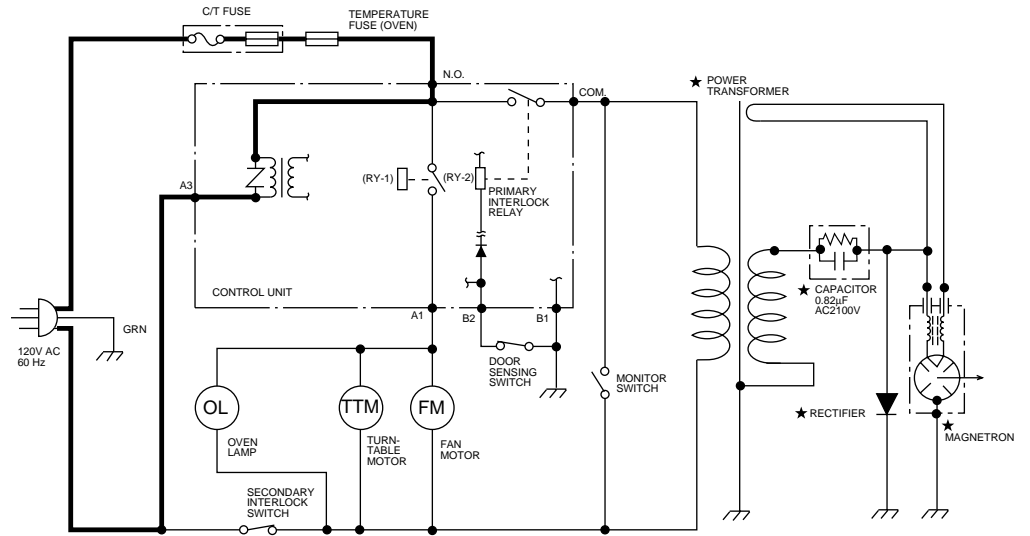 C/T FUSE
TEMPERATURE
FUSE (OVEN)
N.O.
COM.
★ POWER
TRANSFORMER
A3
(RY-1)
(RY-2)
PRIMARY
INTERLOCK
RELAY
CONTROL UNIT
A1
B2
B1
★ CAPACITOR
0.82µF
AC2100V
GRN
120V AC
60 Hz
DOOR
SENSING
SWITCH
MONITOR
SWITCH
OL
TTM
FM
OVEN
LAMP
TURN-
TABLE
MOTOR
FAN
MOTOR
★ RECTIFIER
★
MAGNETRON
SECONDARY
INTERLOCK
SWITCH